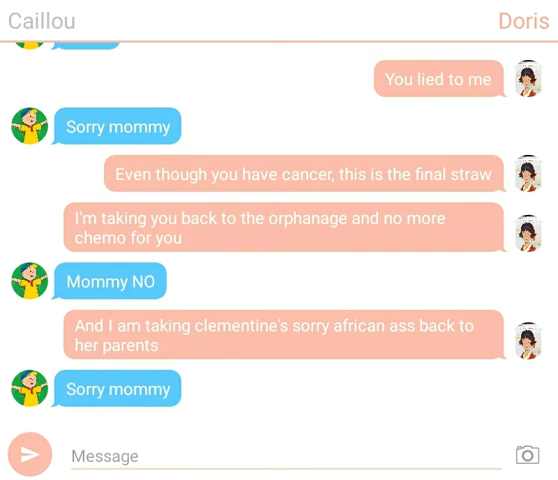 Caillou
Doris
You lied to me
Sorry mommy
Even though you have cancer, this is the final straw
I'm taking you back to the orphanage and no more
chemo for you
Mommy NO
And I am taking clementine's sorry african ass back to
her parents
Sorry mommy
Message